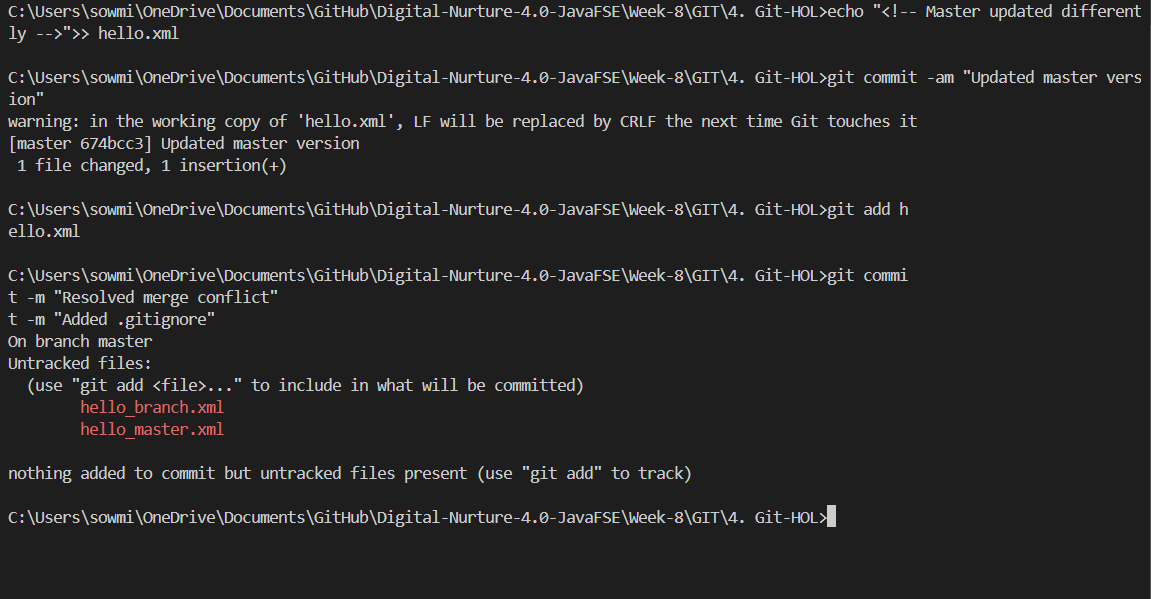 C:\Users\sowmi\OneDrive\Documents\GitHub\Digital-Nurture-4.0-JavaFSE\Week-8\GIT\4. Git-HOL>echo "<!-- Master updated different
ly -->">> hello.xml
C:\Users\sowmi\OneDrive\Documents\GitHub\Digital-Nurture-4.0-JavaFSE\Week-8\GIT\4. Git-HOL>git commit -am "Updated master vers
ion"
warning: in the working copy of 'hello.xml', LF will be replaced by CRLF the next time Git touches it
[master 674bcc3] Updated master version
 1 file changed, 1 insertion(+)
C:\Users\sowmi\OneDrive\Documents\GitHub\Digital-Nurture-4.0-JavaFSE\Week-8\GIT\4. Git-HOL>git add h
ello.xml
C:\Users\sowmi\OneDrive\Documents\GitHub\Digital-Nurture-4.0-JavaFSE\Week-8\GIT\4. Git-HOL>git commi
t -m "Resolved merge conflict"
t -m "Added .gitignore"
On branch master
Untracked files:
  (use "git add <file>..." to include in what will be committed)
        hello_branch.xml
        hello_master.xml
nothing added to commit but untracked files present (use "git add" to track)
C:\Users\sowmi\OneDrive\Documents\GitHub\Digital-Nurture-4.0-JavaFSE\Week-8\GIT\4. Git-HOL>